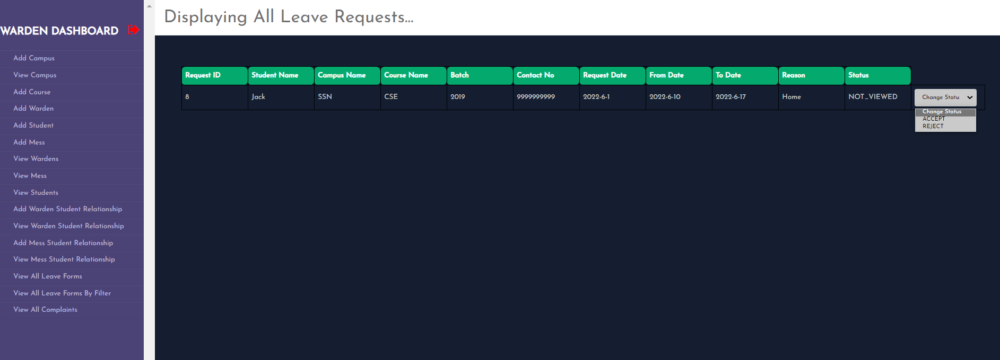 WARDEN DASHBOARD
Add Campus
View Campus
Add Course
Add Warden
Add Student
Add Mess
View Wardens
View Mess
View Students
Add Warden Student Relationship
View Warden Student Relationship
Add Mess Student Relationship
View Mess Student Relationship
View All Leave Forms
View All Leave Forms By Filter
View All Complaints
Displaying All Leave Requests...
Request ID Student Name Campus Name Course Name Batch Contact No Request Date From Date To Date Reason Status
8 Jack SSN CSE 2019 9999999999 2022-6-1 2022-6-10 2022-6-17 Home NOT_VIEWED Change Statu
Change Status
ACCEPT
REJECT